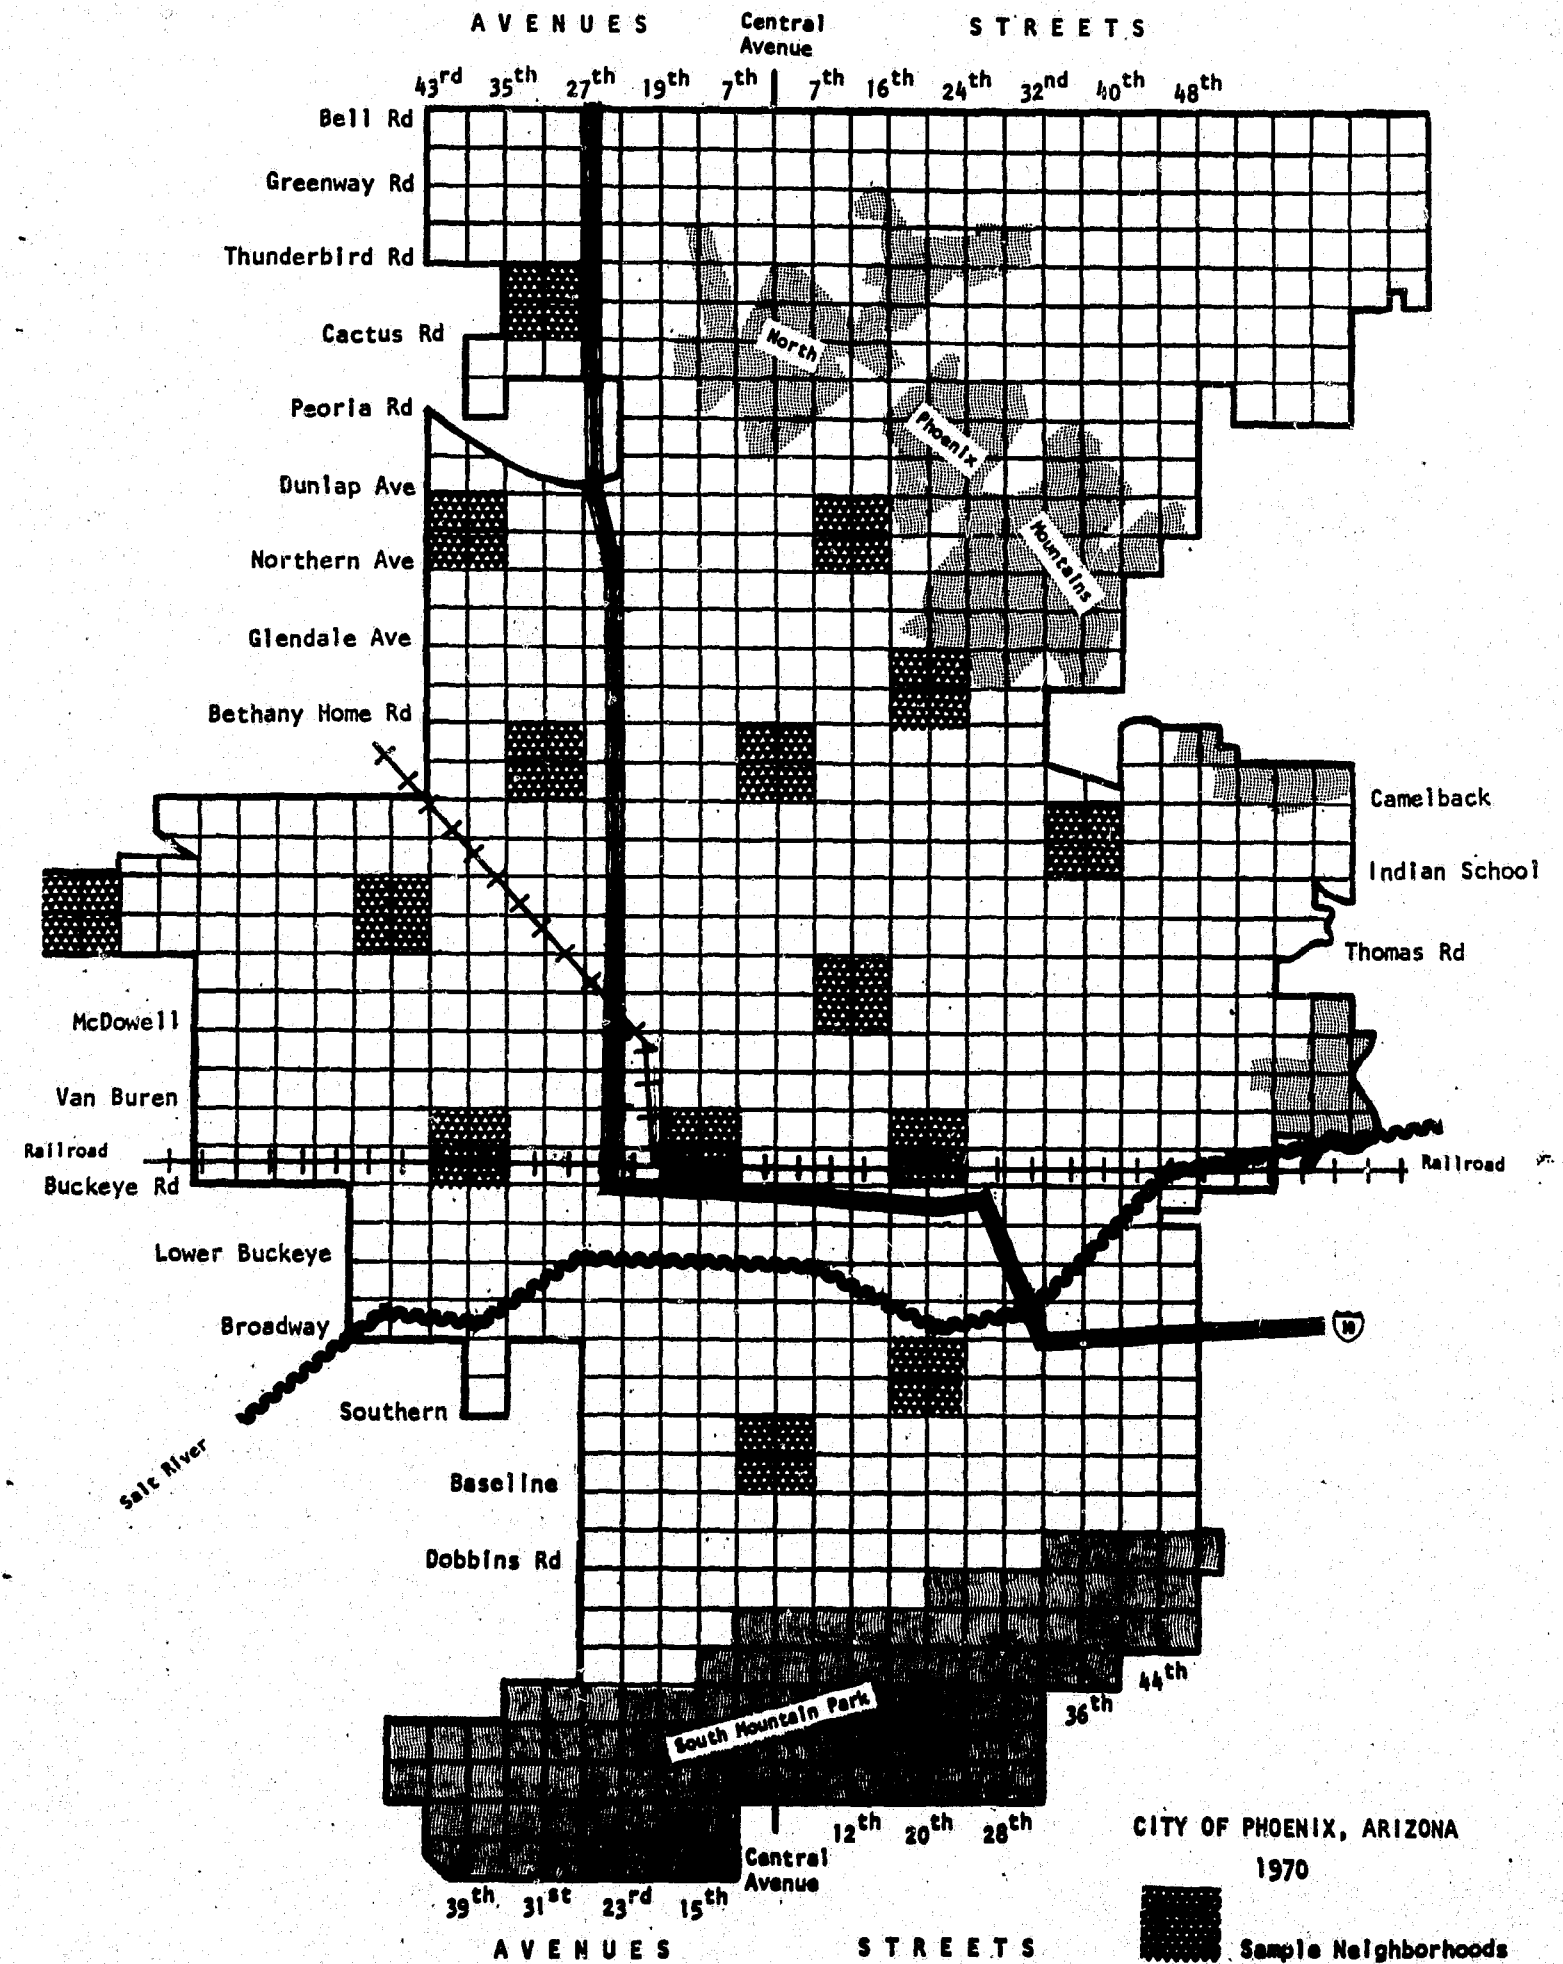 AVENUES
Central
Avenue
STREETS
43rd 35th 27th 19th 7th 7th 16th 24th 32nd 40th 48th
Bell Rd
Greenway Rd
Thunderbird Rd
Cactus Rd
North
Peoria Rd
Phoenix
Dunlap Ave
Mountains
Northern Ave
Glendale Ave
Bethany Home Rd
Camelback
Indian School
Thomas Rd
McDowell
Van Buren
Railroad
Railroad
Buckeye Rd
Lower Buckeye
Broadway
10
Southern
Salt River
Baseline
Dobbins Rd
44th
36th
South Mountain Park
12th 20th 28th
Central
Avenue
39th 31st 23rd 15th
AVENUES
STREETS
CITY OF PHOENIX, ARIZONA
1970
Sample Neighborhoods